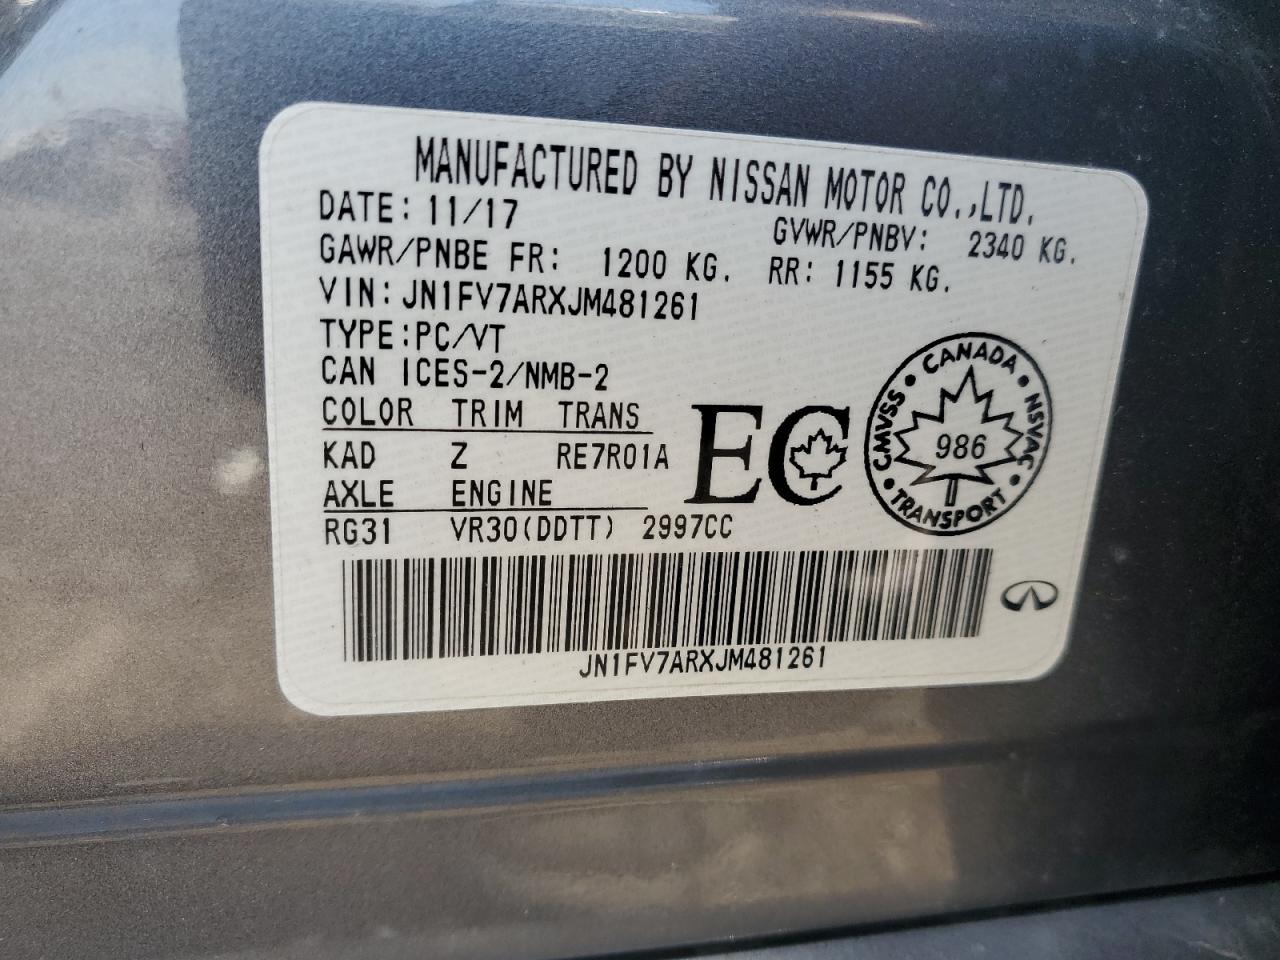 MANUFACTURED BY NISSAN MOTOR CO.,LTD.
DATE: 11/17 GVWR/PNBV: 2340 KG.
GAWR/PNBE FR: 1200 KG. RR: 1155 KG.
VIN: JN1FV7ARXJM481261
TYPE:PC/VT
CAN ICES-2/NMB-2
COLOR TRIM TRANS
KAD Z RE7R01A
AXLE ENGINE
RG31 VR30(DDTT) 2997CC
EC
CANADA
CMVSS • NSVAC
986
TRANSPORT
JN1FV7ARXJM481261